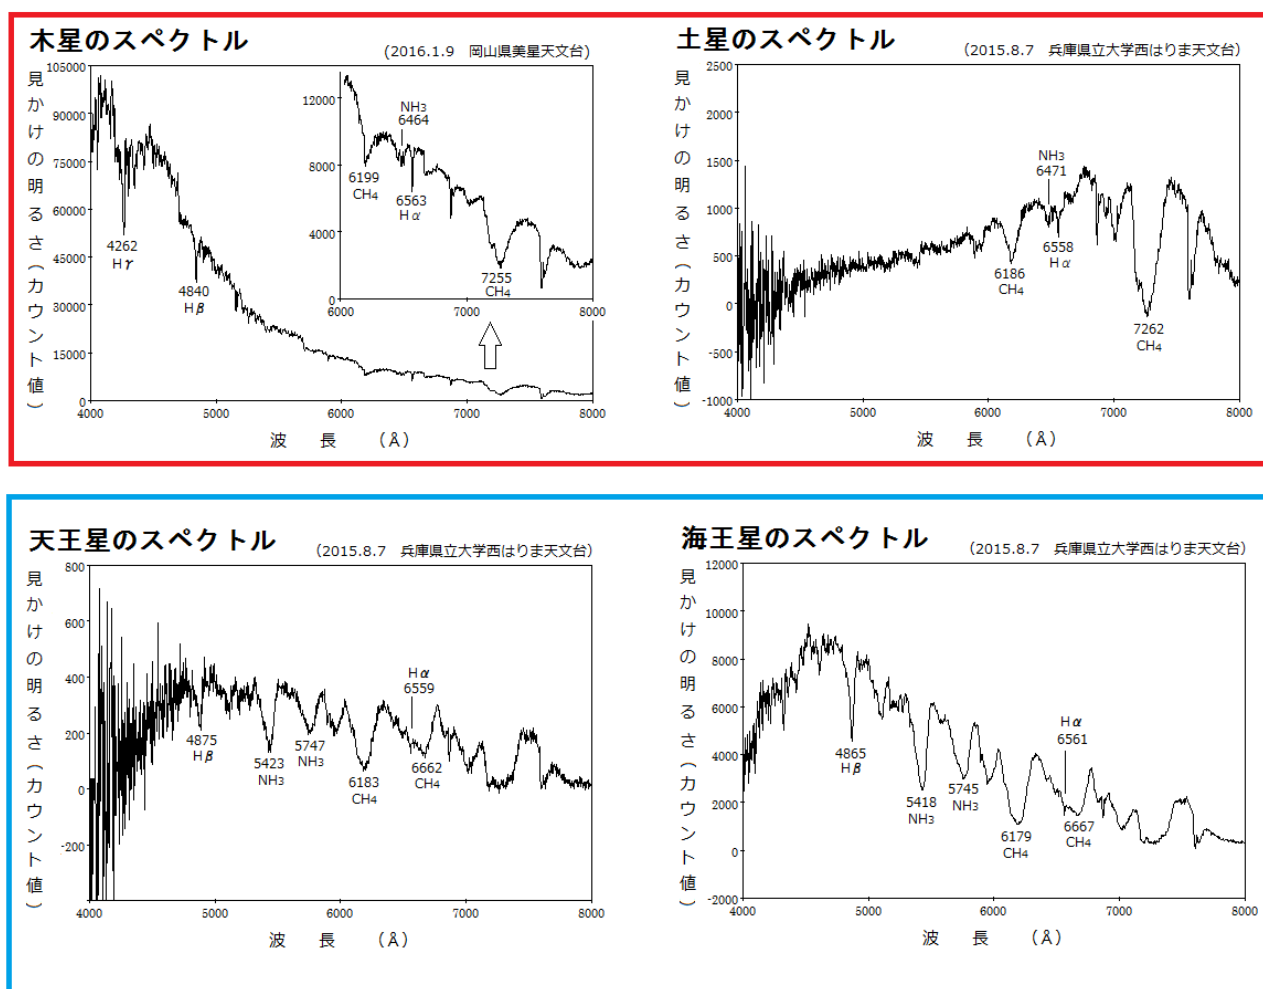 木星のスペクトル
(2016.1.9 岡山県美星天文台)
見かけの明るさ(カウント値)
105000
90000
75000
60000
45000
30000
15000
0
4262
Hγ
4840
Hβ
12000
8000
4000
0
NH3
6464
6199
CH4
6563
Hα
7255
CH4
6000
7000
8000
4000
5000
6000
7000
8000
波 長 (Å)
土星のスペクトル
(2015.8.7 兵庫県立大学西はりま天文台)
見かけの明るさ(カウント値)
2500
2000
1500
1000
500
0
-500
-1000
NH3
6471
6186
CH4
6558
Hα
7262
CH4
4000
5000
6000
7000
8000
波 長 (Å)
天王星のスペクトル
(2015.8.7 兵庫県立大学西はりま天文台)
見かけの明るさ(カウント値)
800
600
400
200
0
-200
4875
Hβ
5423
NH3
5747
NH3
6183
CH4
Hα
6559
6662
CH4
4000
5000
6000
7000
8000
波 長 (Å)
海王星のスペクトル
(2015.8.7 兵庫県立大学西はりま天文台)
見かけの明るさ(カウント値)
12000
10000
8000
6000
4000
2000
0
-2000
4865
Hβ
5418
NH3
5745
NH3
6179
CH4
Hα
6561
6667
CH4
4000
5000
6000
7000
8000
波 長 (Å)